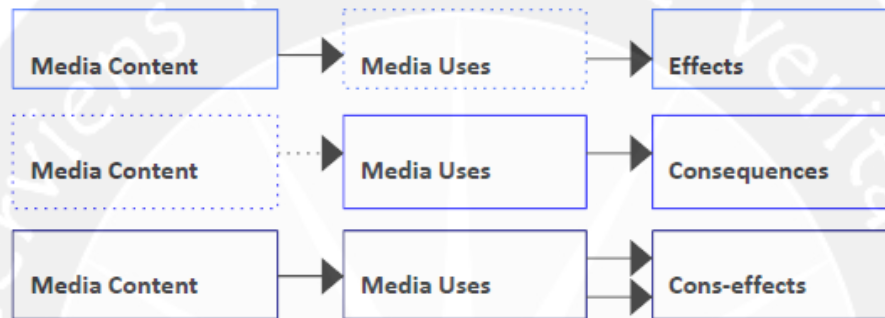 Media Content Media Uses Effects
Media Content Media Uses Consequences
Media Content Media Uses Cons-effects